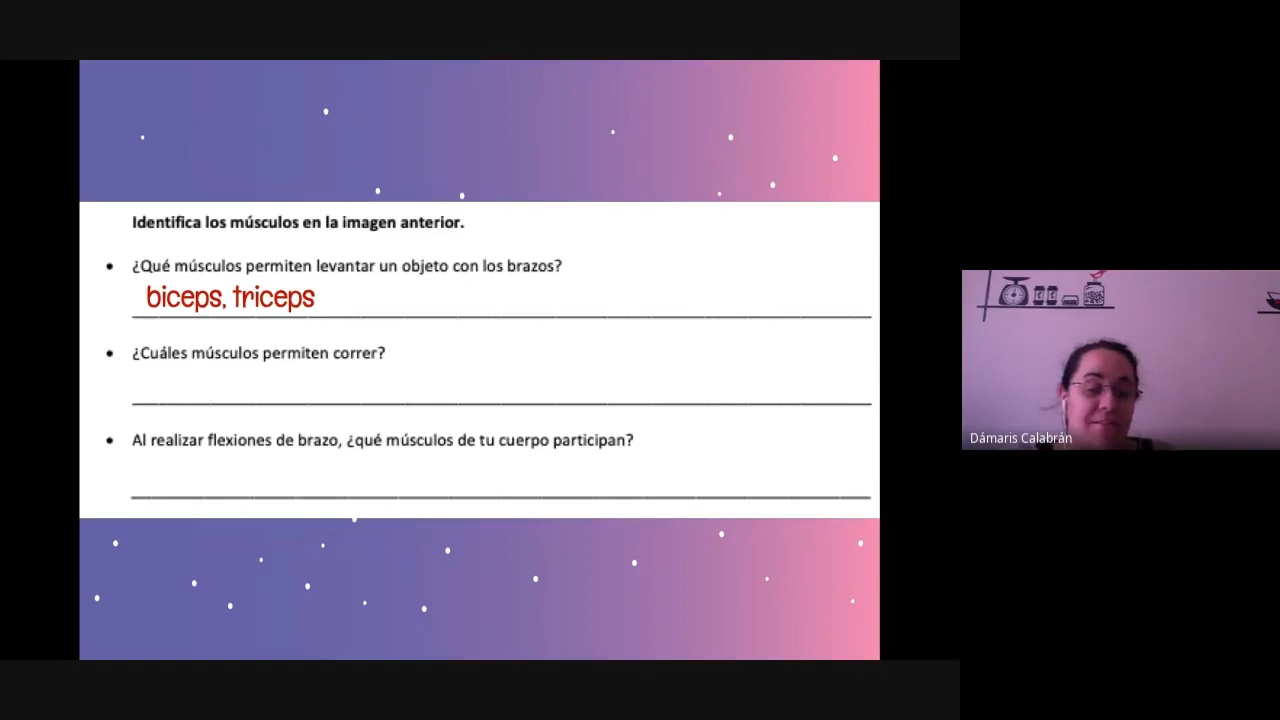 Identifica los músculos en la imagen anterior.
• ¿Qué músculos permiten levantar un objeto con los brazos?
biceps, triceps
• ¿Cuáles músculos permiten correr?
• Al realizar flexiones de brazo, ¿qué músculos de tu cuerpo participan?
Dámaris Calabrán